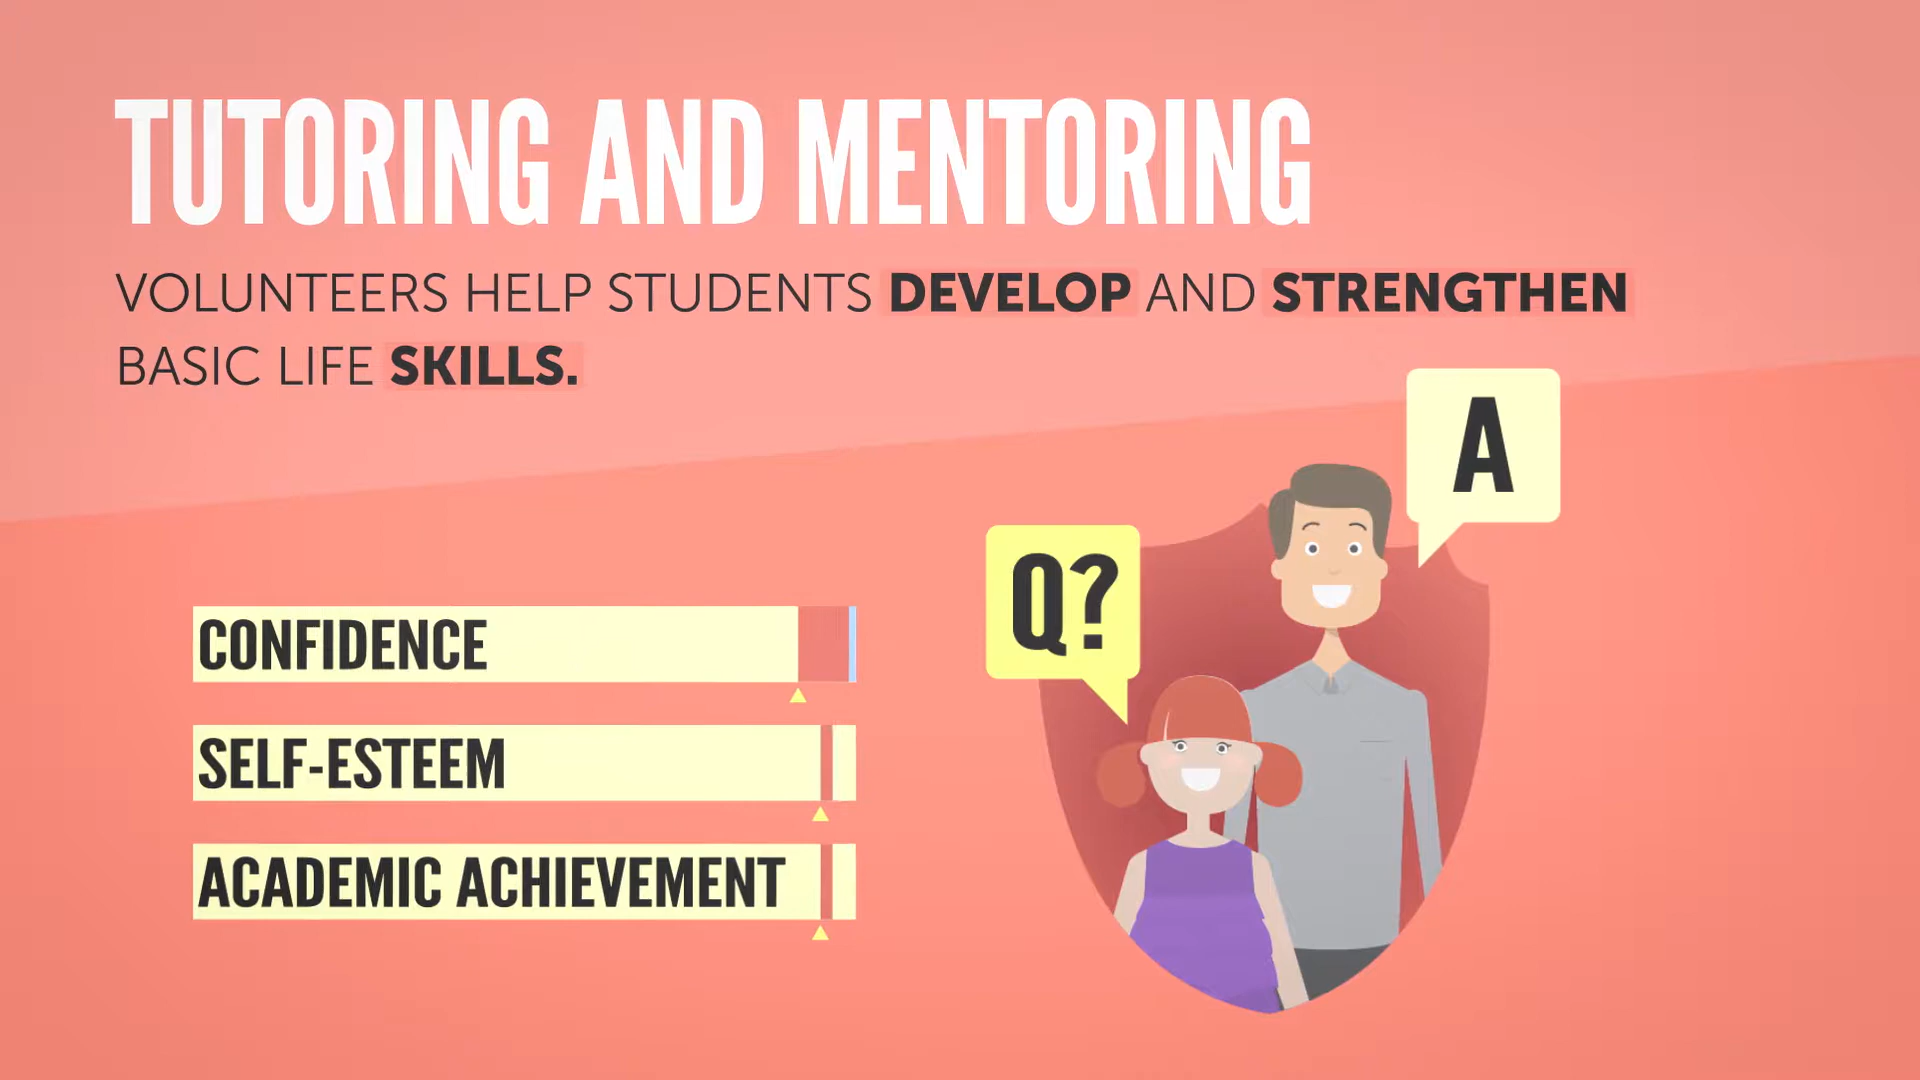 TUTORING AND MENTORING
VOLUNTEERS HELP STUDENTS DEVELOP AND STRENGTHEN
BASIC LIFE SKILLS.
A
Q?
CONFIDENCE
SELF-ESTEEM
ACADEMIC ACHIEVEMENT